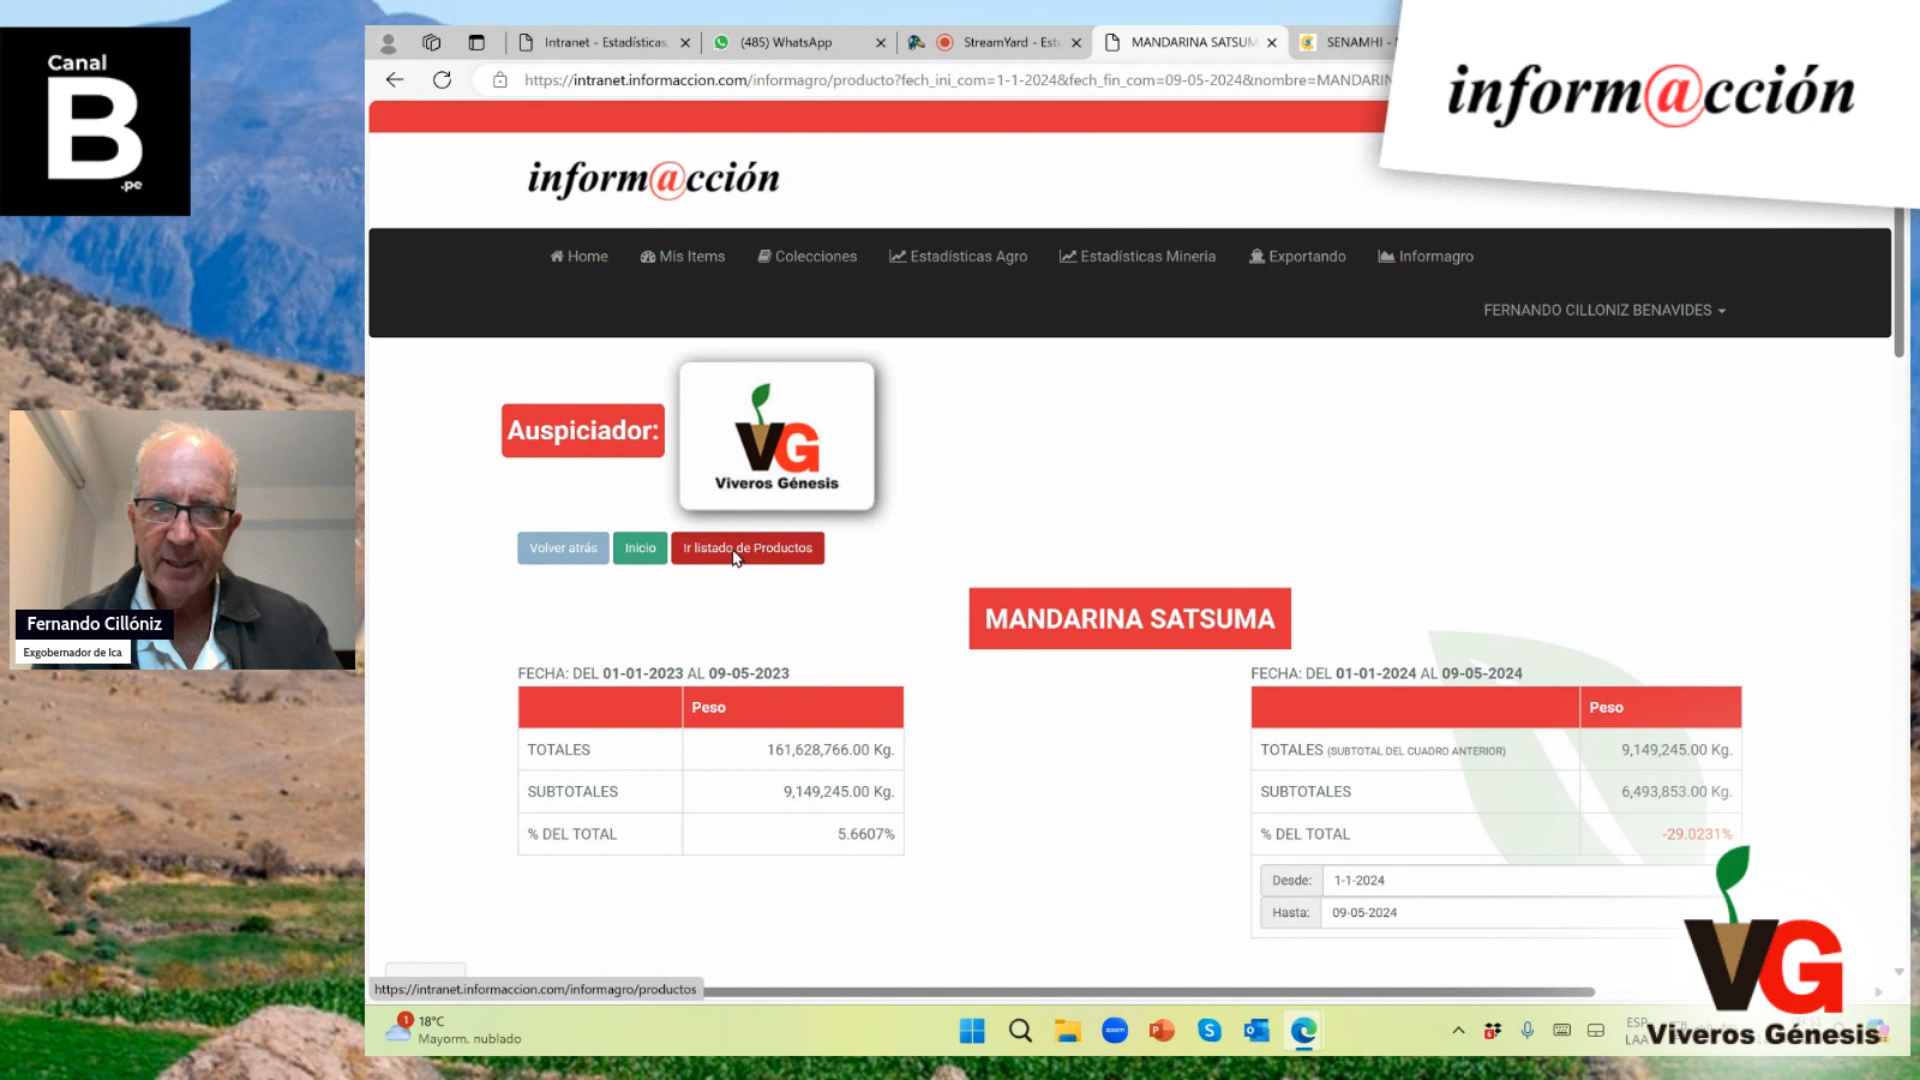 Canal
B
.pe
Intranet - Estadísticas
(485) WhatsApp
StreamYard - Est
MANDARINA SATSUM
SENAMHI -
https://intranet.informaccion.com/informagro/producto?fech_ini_com=1-1-2024&fech_fin_com=09-05-2024&nombre=MANDARIN
inform@cción
inform@cción
Home
Mis Items
Colecciones
Estadísticas Agro
Estadísticas Mineria
Exportando
Informagro
FERNANDO CILLONIZ BENAVIDES
Auspiciador:
VG
Viveros Génesis
Volver atrás
Inicio
Ir listado de Productos
Fernando Cillóniz
Exgobernador de Ica
MANDARINA SATSUMA
FECHA: DEL 01-01-2023 AL 09-05-2023
Peso
TOTALES 161,628,766.00 Kg.
SUBTOTALES 9,149,245.00 Kg.
% DEL TOTAL 5.6607%
FECHA: DEL 01-01-2024 AL 09-05-2024
Peso
TOTALES (SUBTOTAL DEL CUADRO ANTERIOR) 9,149,245.00 Kg.
SUBTOTALES 6,493,853.00 Kg.
% DEL TOTAL -29.0231%
Desde: 1-1-2024
Hasta: 09-05-2024
https://intranet.informaccion.com/informagro/productos
1
18°C
Mayorm. nublado
zoom
ESP
LAA
VG
Viveros Génesis